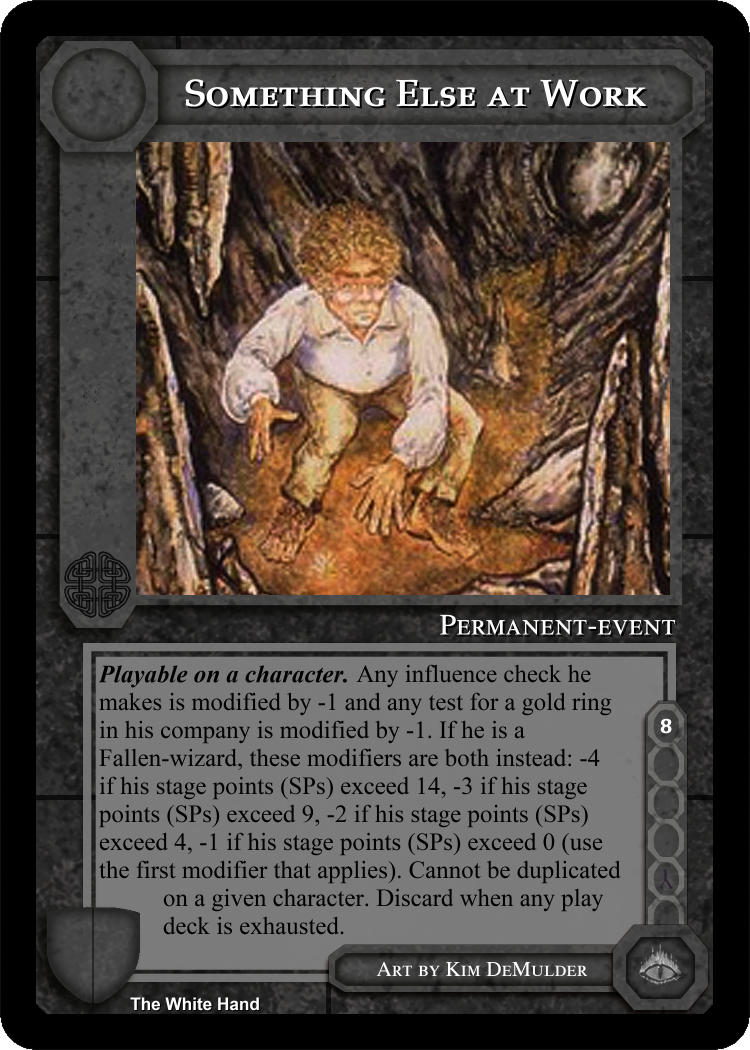 Something Else at Work
Permanent-event
Playable on a character. Any influence check he
makes is modified by -1 and any test for a gold ring
in his company is modified by -1. If he is a
Fallen-wizard, these modifiers are both instead: -4
if his stage points (SPs) exceed 14, -3 if his stage
points (SPs) exceed 9, -2 if his stage points (SPs)
exceed 4, -1 if his stage points (SPs) exceed 0 (use
the first modifier that applies). Cannot be duplicated
on a given character. Discard when any play
deck is exhausted.
8
Art by Kim DeMulder
The White Hand